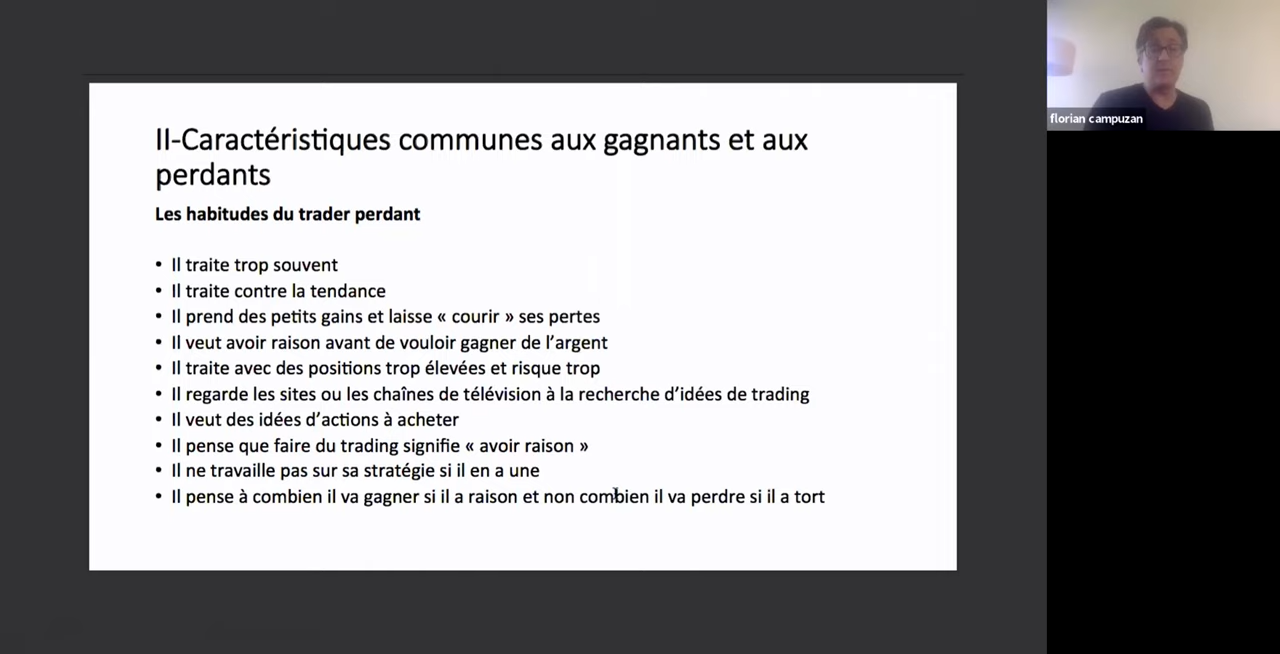 II-Caractéristiques communes aux gagnants et aux
perdants
Les habitudes du trader perdant
• Il traite trop souvent
• Il traite contre la tendance
• Il prend des petits gains et laisse « courir » ses pertes
• Il veut avoir raison avant de vouloir gagner de l’argent
• Il traite avec des positions trop élevées et risque trop
• Il regarde les sites ou les chaînes de télévision à la recherche d’idées de trading
• Il veut des idées d’actions à acheter
• Il pense que faire du trading signifie « avoir raison »
• Il ne travaille pas sur sa stratégie si il en a une
• Il pense à combien il va gagner si il a raison et non combien il va perdre si il a tort
florian campuzan